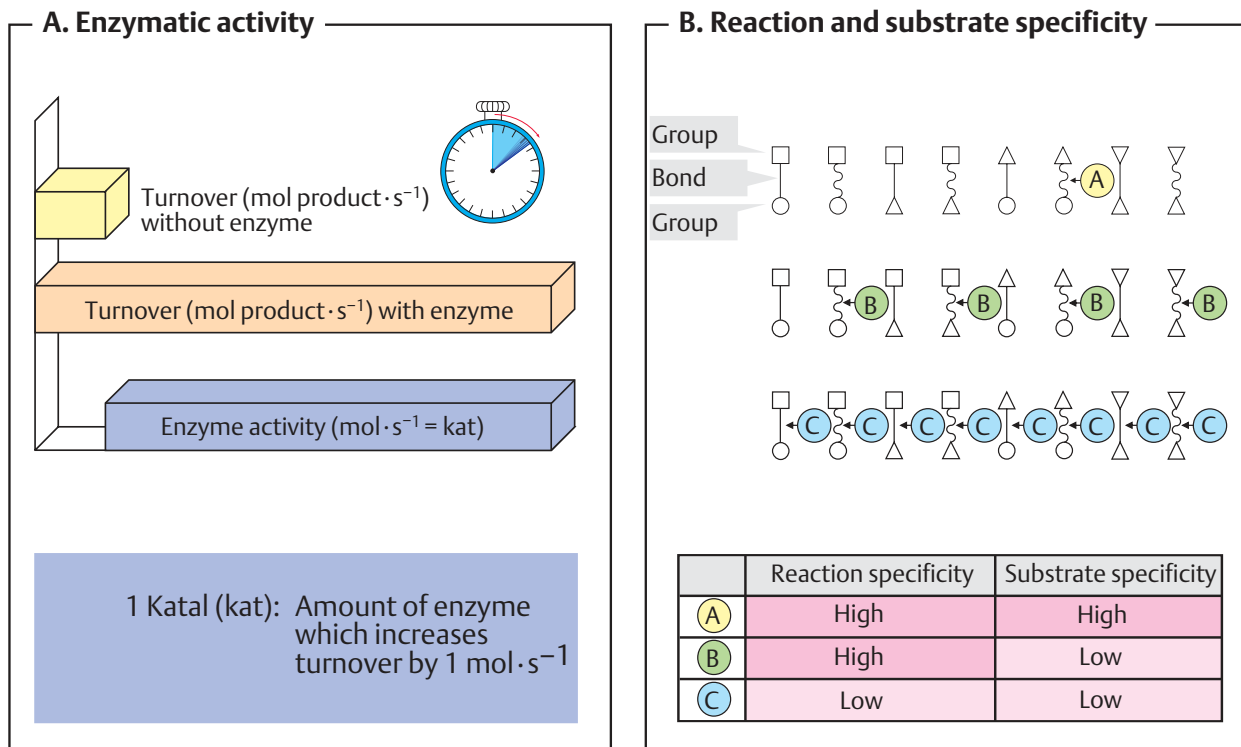 A. Enzymatic activity
Turnover (mol product · s⁻¹)
without enzyme
Turnover (mol product · s⁻¹) with enzyme
Enzyme activity (mol · s⁻¹ = kat)
1 Katal (kat): Amount of enzyme
which increases
turnover by 1 mol · s⁻¹
B. Reaction and substrate specificity
Group
Bond
Group
A
B B B B
C C C C C C C C
Reaction specificity Substrate specificity
A High High
B High Low
C Low Low